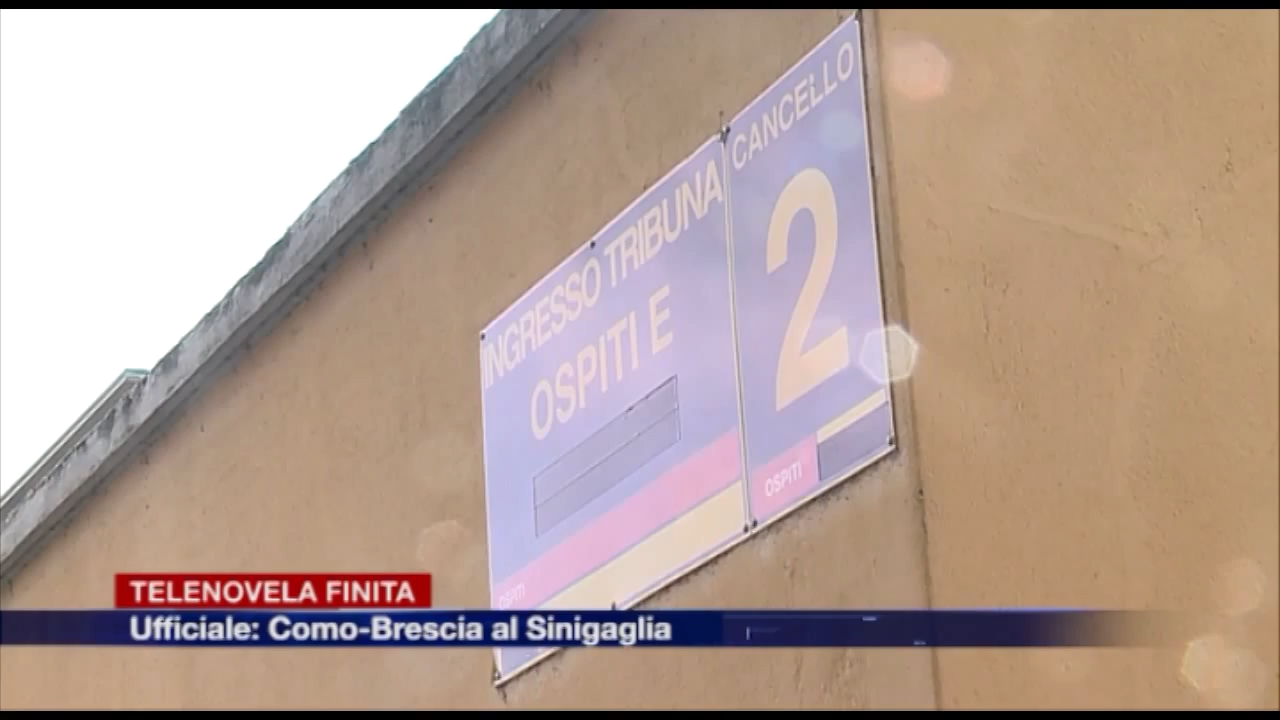 INGRESSO TRIBUNA
OSPITI E
OSPITI
CANCELLO
2
OSPITI
TELENOVELA FINITA
Ufficiale: Como-Brescia al Sinigaglia